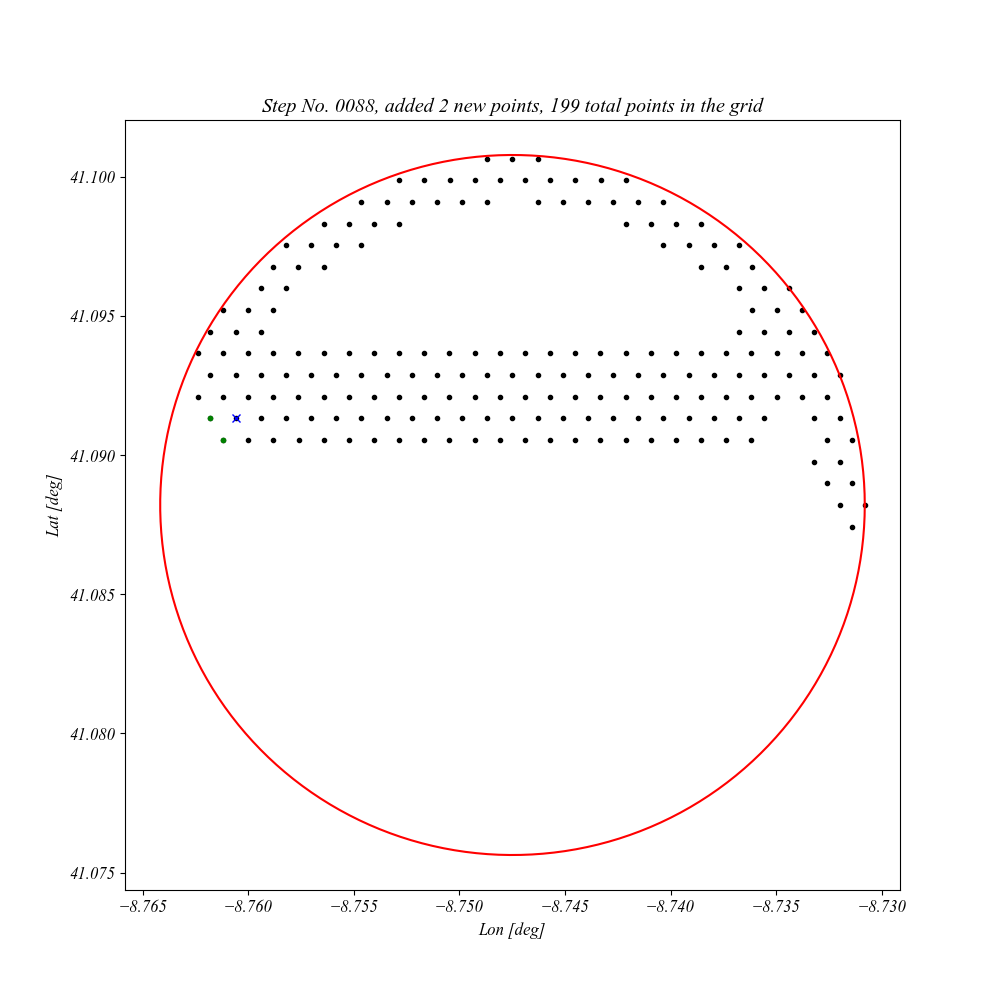 Step No. 0088, added 2 new points, 199 total points in the grid
41.100
41.095
41.090
41.085
41.080
41.075
Lat [deg]
−8.765 −8.760 −8.755 −8.750 −8.745 −8.740 −8.735 −8.730
Lon [deg]